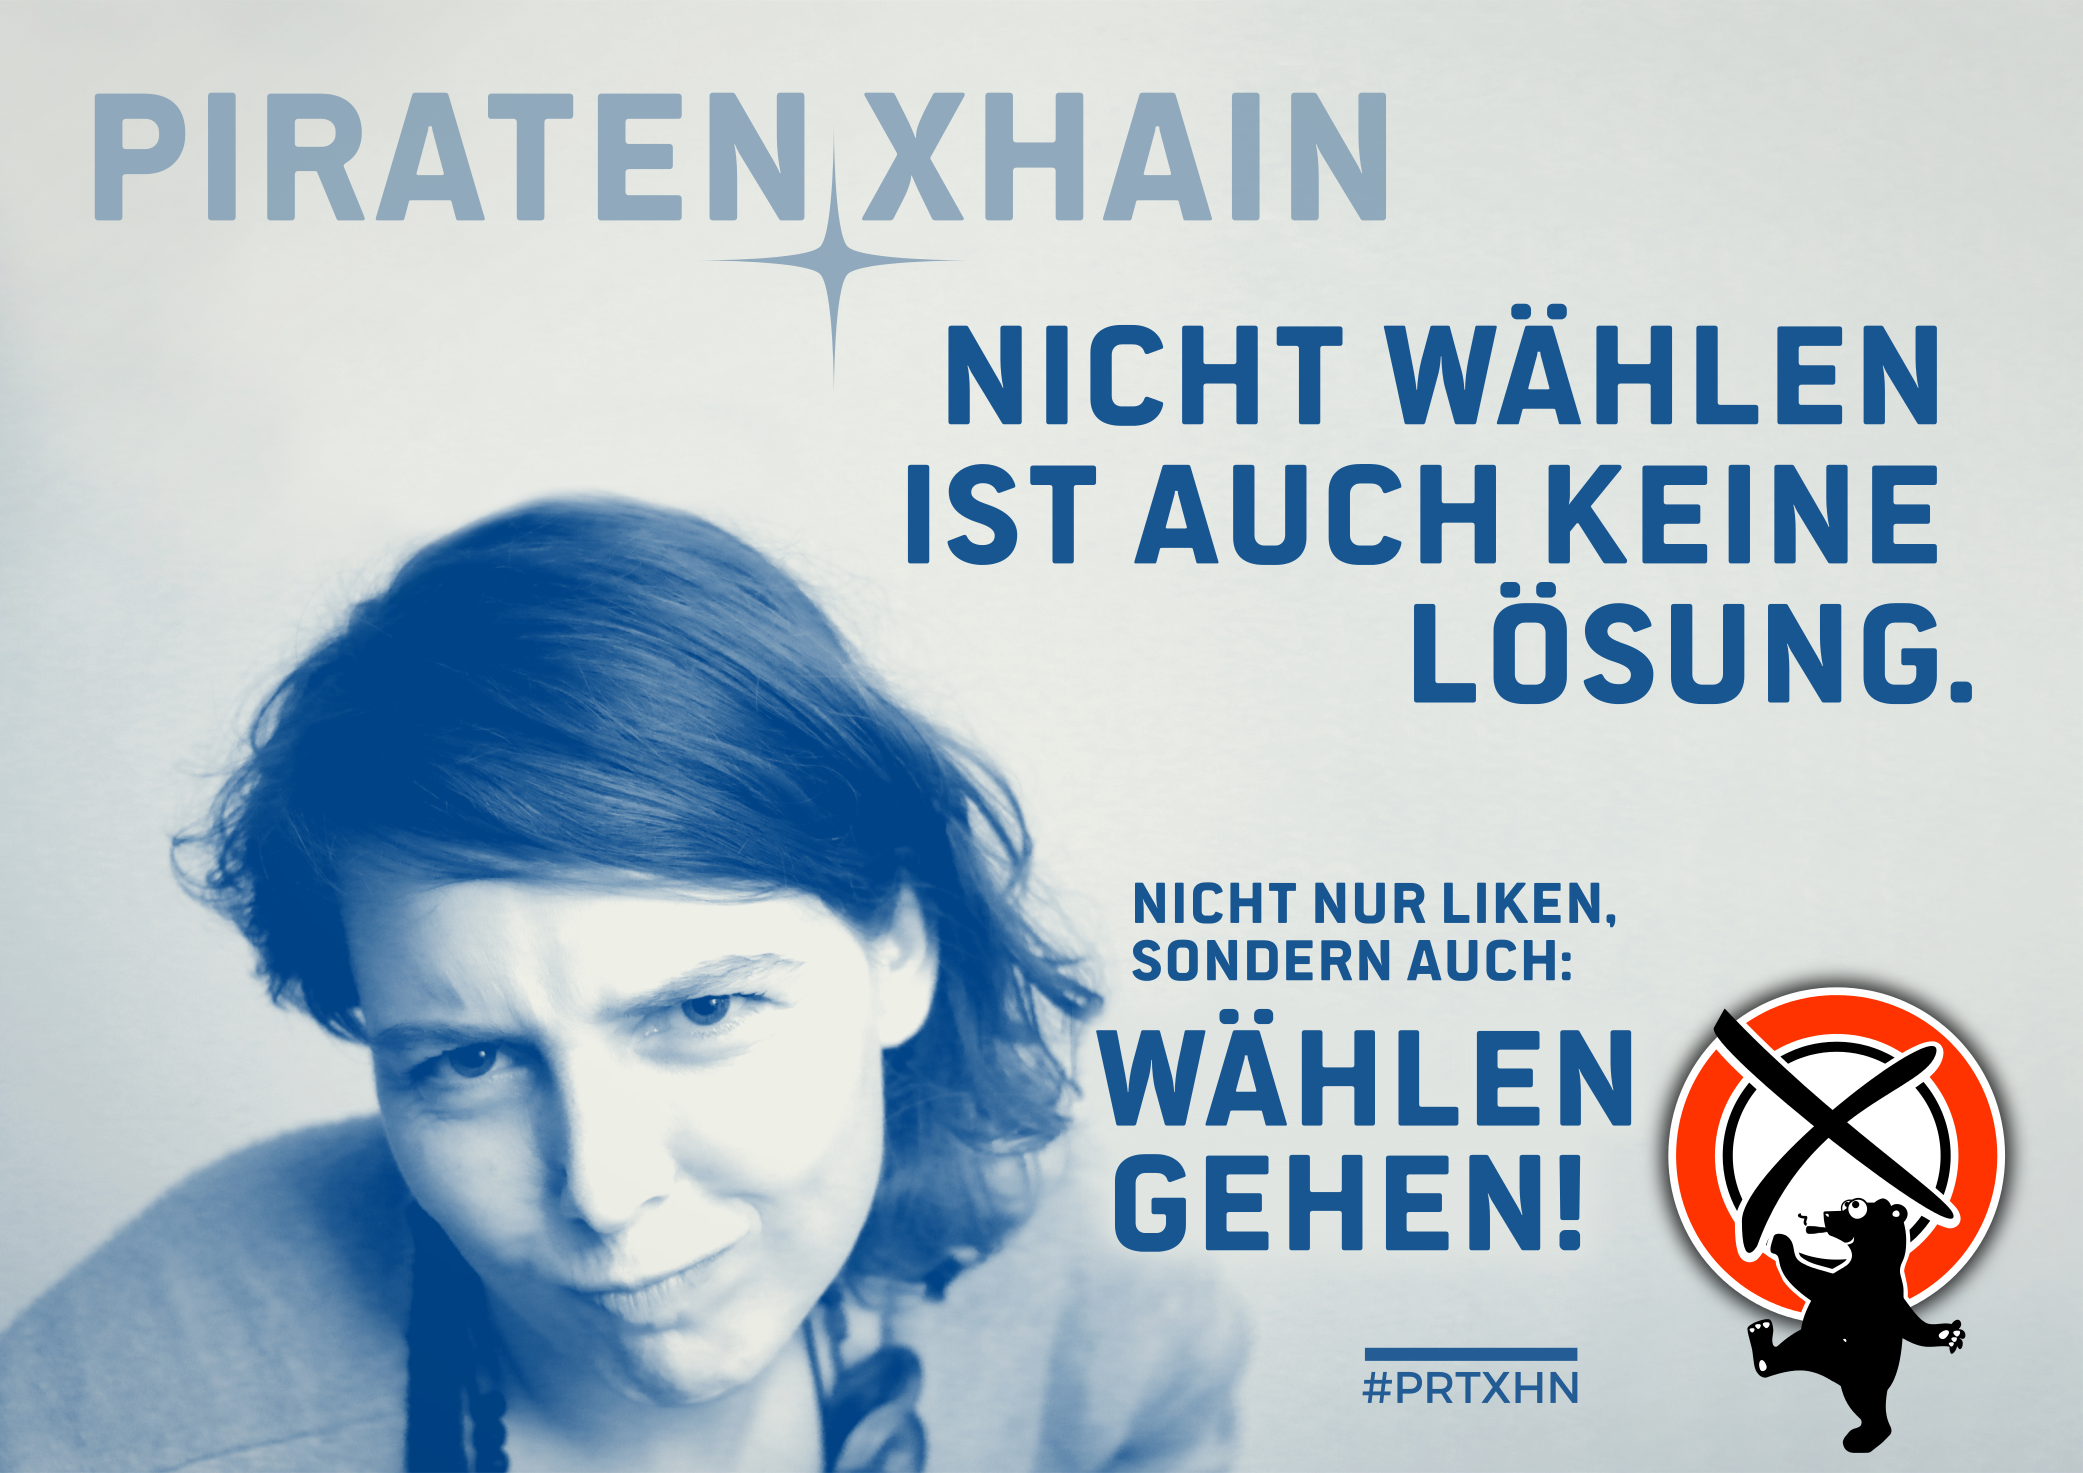 PIRATEN XHAIN
NICHT WÄHLEN
IST AUCH KEINE
LÖSUNG.
NICHT NUR LIKEN,
SONDERN AUCH:
WÄHLEN
GEHEN!
#PRTXHN